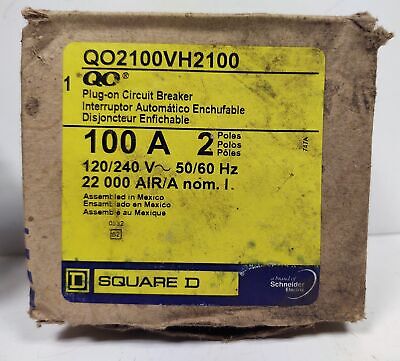 QO2100VH2100
1 QO®
Plug-on Circuit Breaker
Interruptor Automático Enchufable
Disjoncteur Enfichable
100 A 2 Poles
Polos
Pôles
120/240 V~ 50/60 Hz
22 000 AIR/A nom. I.
Assembled in Mexico
Ensamblado en Mexico
Assemblé au Mexique
D SQUARE D
a brand of
Schneider
Electric